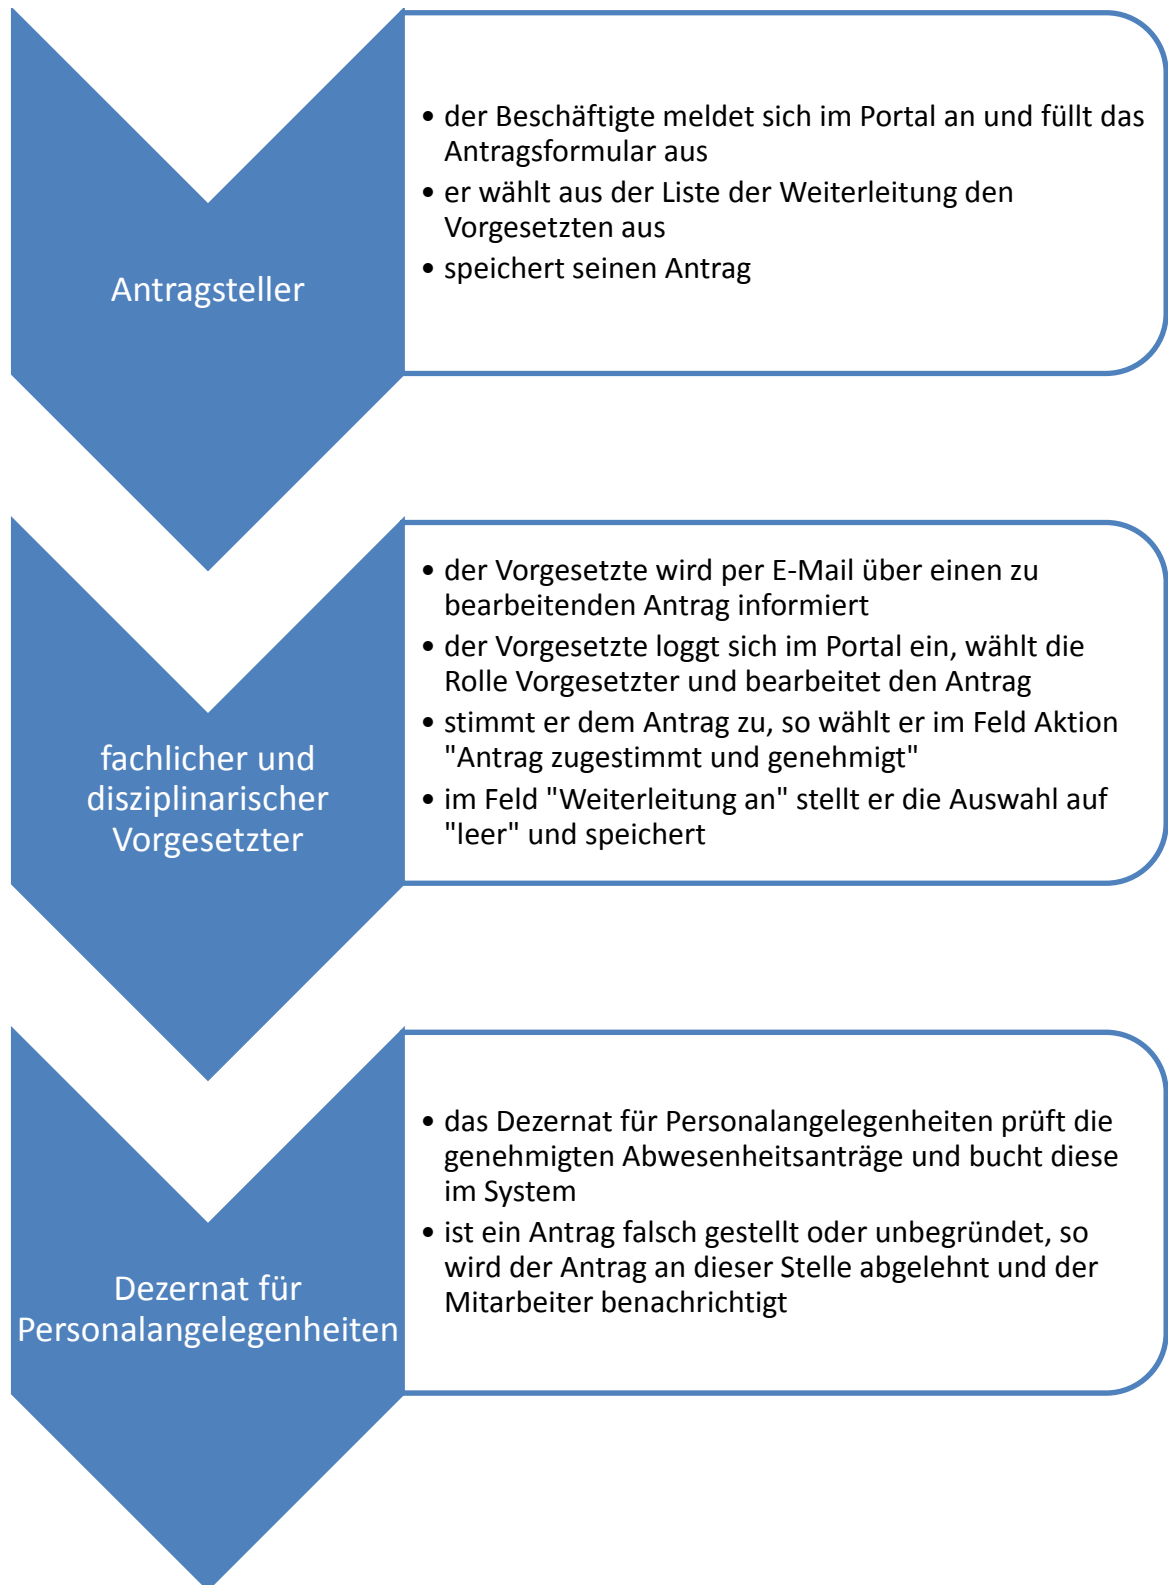 Antragsteller
• der Beschäftigte meldet sich im Portal an und füllt das
Antragsformular aus
• er wählt aus der Liste der Weiterleitung den
Vorgesetzten aus
• speichert seinen Antrag
fachlicher und
disziplinarischer
Vorgesetzter
• der Vorgesetzte wird per E-Mail über einen zu
bearbeitenden Antrag informiert
• der Vorgesetzte loggt sich im Portal ein, wählt die
Rolle Vorgesetzter und bearbeitet den Antrag
• stimmt er dem Antrag zu, so wählt er im Feld Aktion
"Antrag zugestimmt und genehmigt"
• im Feld "Weiterleitung an" stellt er die Auswahl auf
"leer" und speichert
Dezernat für
Personalangelegenheiten
• das Dezernat für Personalangelegenheiten prüft die
genehmigten Abwesenheitsanträge und bucht diese
im System
• ist ein Antrag falsch gestellt oder unbegründet, so
wird der Antrag an dieser Stelle abgelehnt und der
Mitarbeiter benachrichtigt